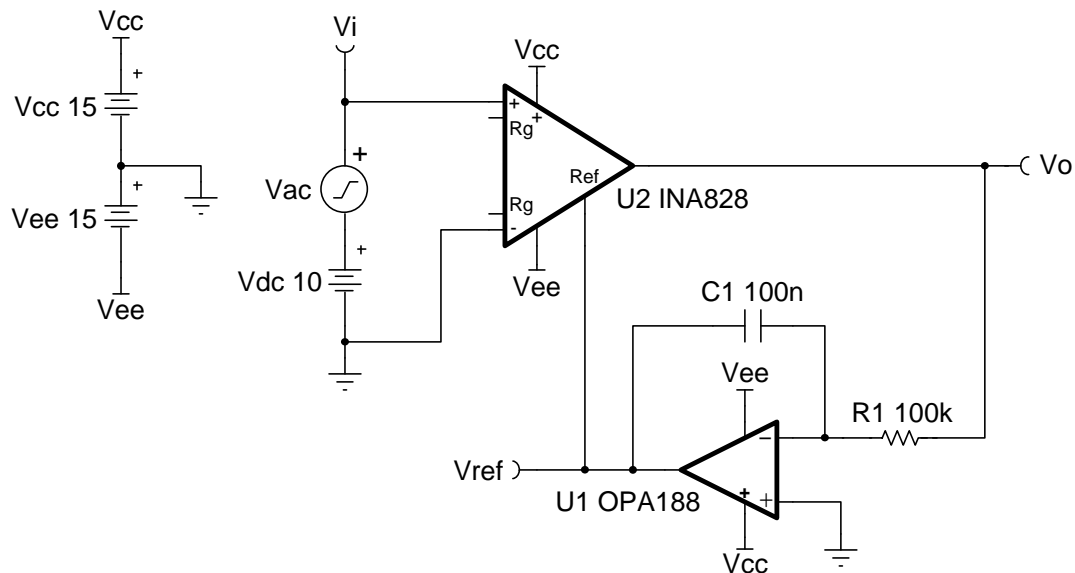 Vcc
+
Vcc 15
+
Vee 15
Vee
Vi
+
Vac
+
Vdc 10
Vcc
+
+
Rg
Ref
Rg
-
U2 INA828
Vee
Vo
C1 100n
Vee
R1 100k
−
Vref
+
+
U1 OPA188
Vcc